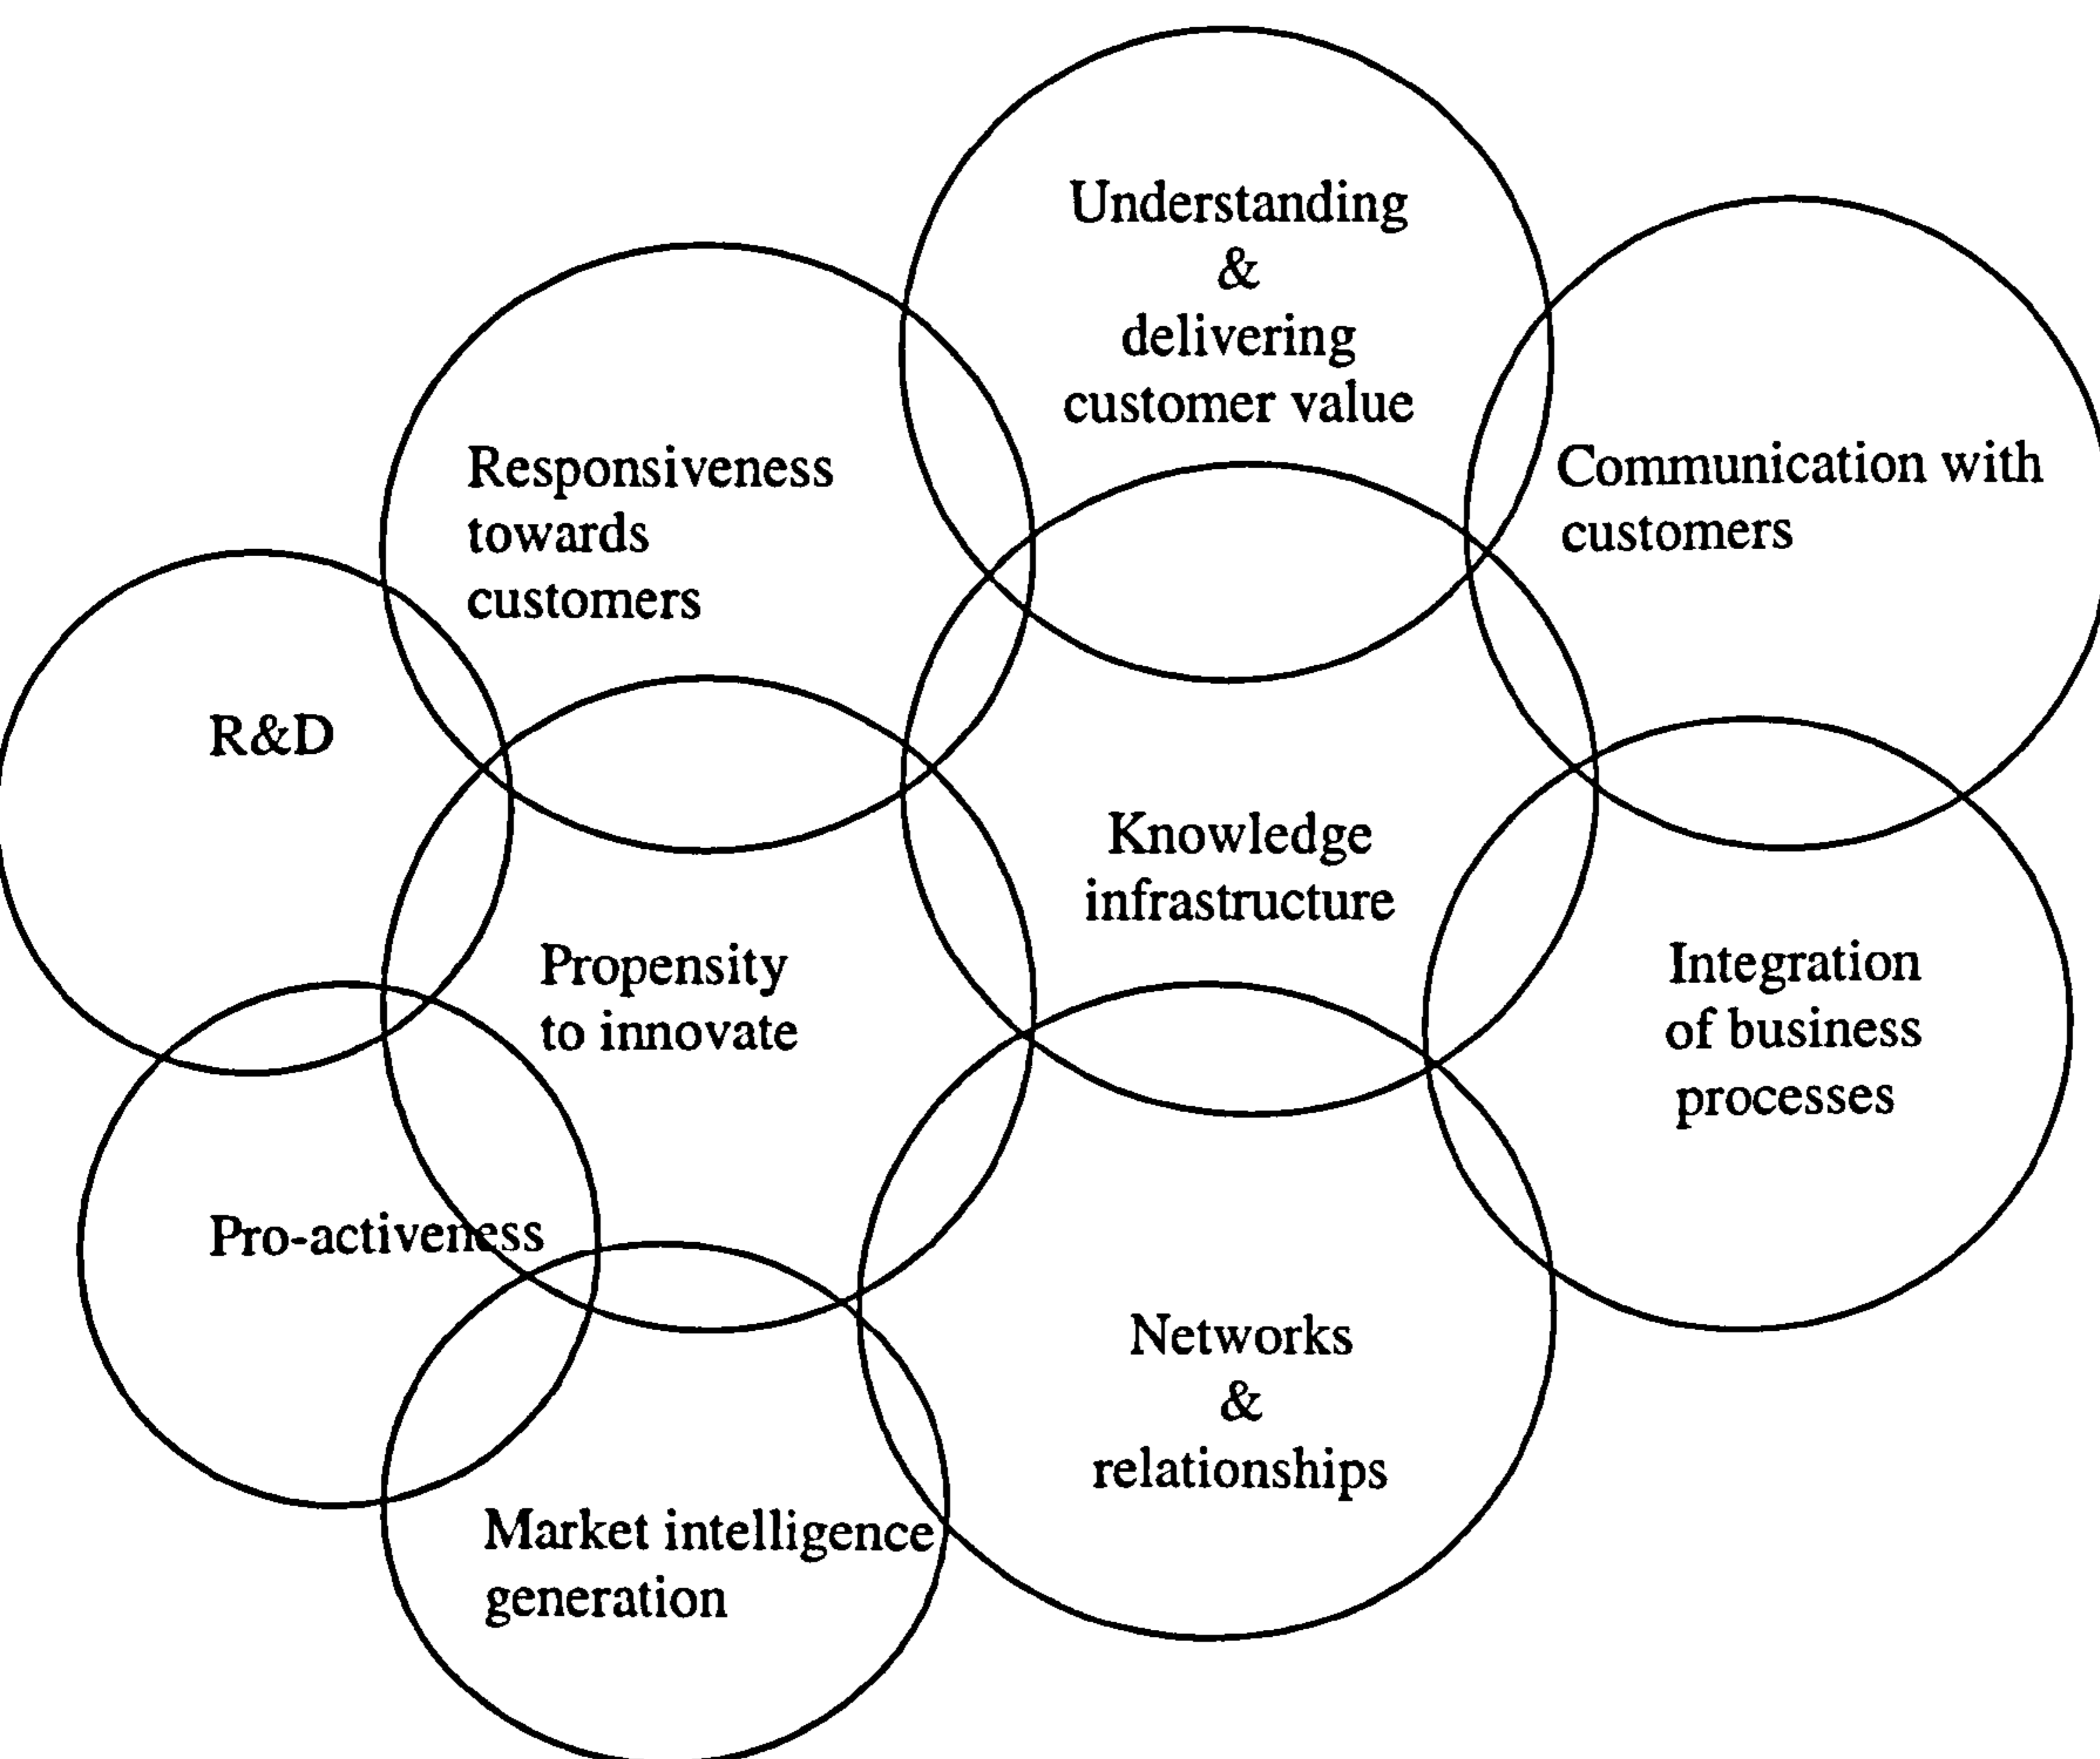 Understanding
&
delivering
customer value
Responsiveness
towards
customers
Communication with
customers
R&D
Knowledge
infrastructure
Propensity
to innovate
Integration
of business
processes
Pro-activeness
Networks
&
relationships
Market intelligence
generation